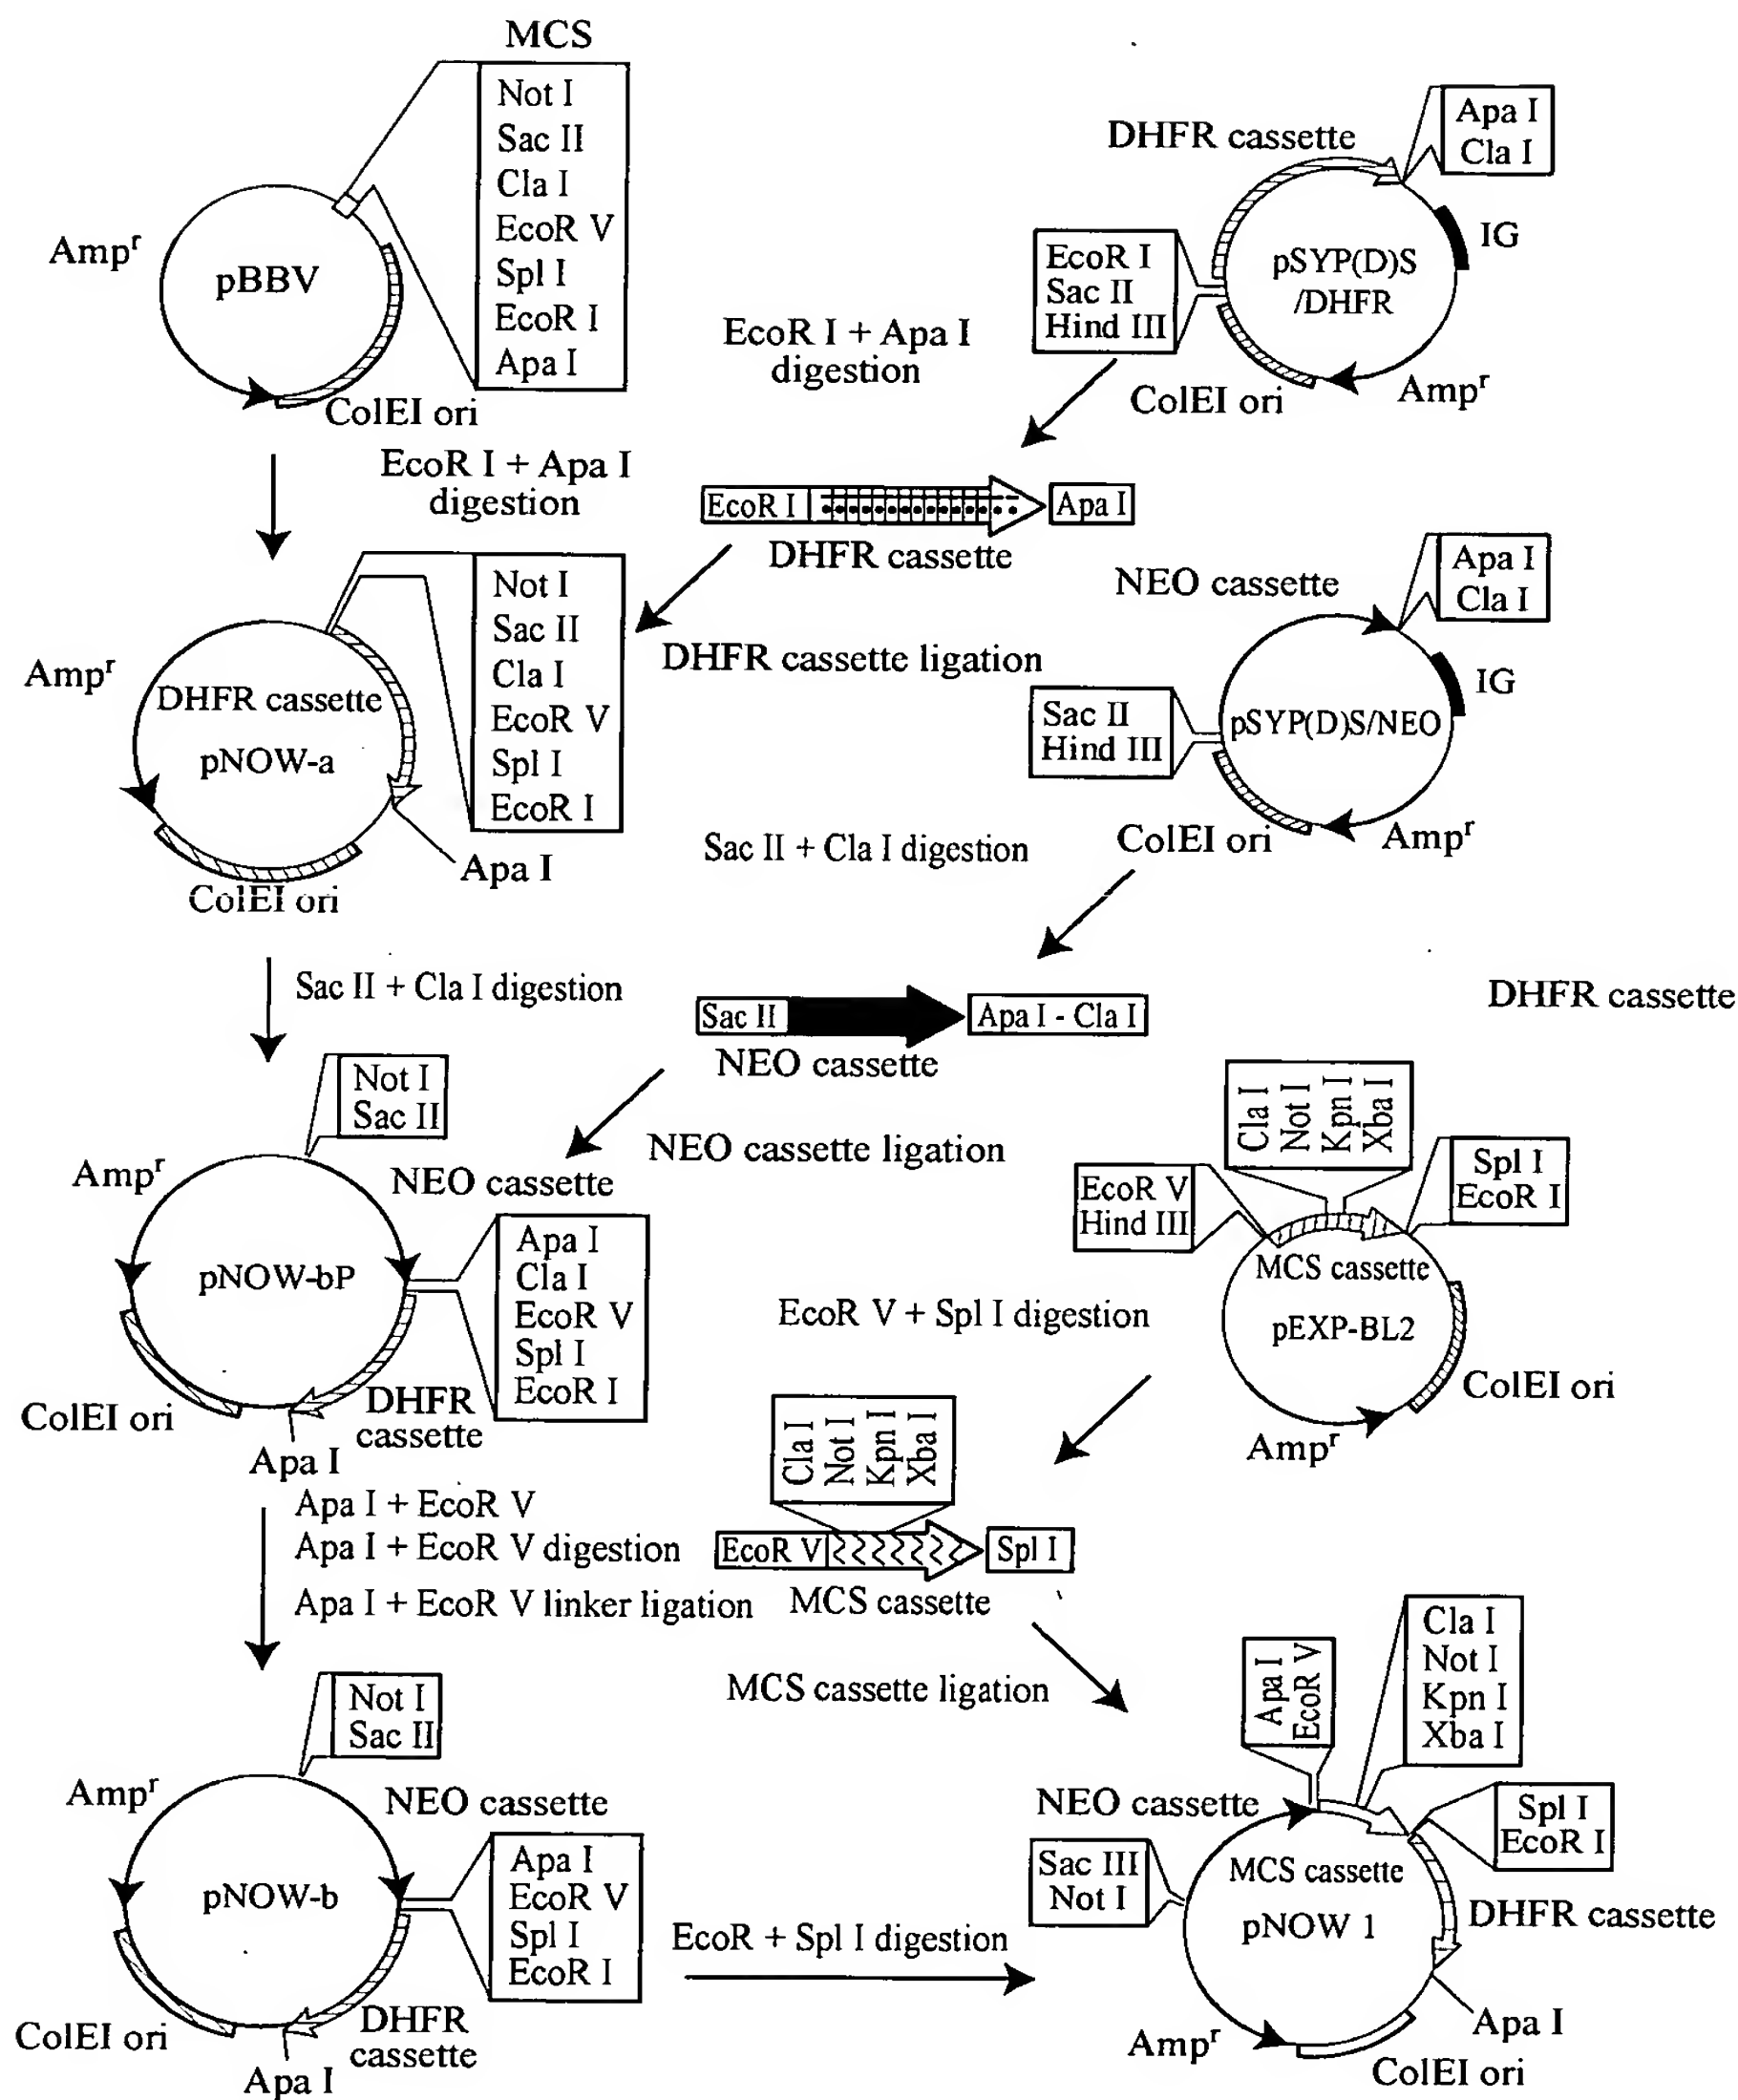 MCS
Not I
Sac II
Cla I
EcoR V
Spl I
EcoR I
Apa I
Ampʳ
pBBV
ColEI ori
DHFR cassette
Apa I
Cla I
IG
EcoR I
Sac II
Hind III
pSYP(D)S
/DHFR
ColEI ori
Ampʳ
EcoR I + Apa I
digestion
EcoR I + Apa I
digestion
EcoR I
Apa I
DHFR cassette
DHFR cassette ligation
Not I
Sac II
Cla I
EcoR V
Spl I
EcoR I
Ampʳ
DHFR cassette
pNOW-a
Apa I
ColEI ori
NEO cassette
Apa I
Cla I
IG
Sac II
Hind III
pSYP(D)S/NEO
ColEI ori
Ampʳ
Sac II + Cla I digestion
Sac II + Cla I digestion
Sac II
Apa I - Cla I
NEO cassette
NEO cassette ligation
DHFR cassette
Not I
Sac II
Ampʳ
NEO cassette
pNOW-bP
Apa I
Cla I
EcoR V
Spl I
EcoR I
ColEI ori
DHFR
cassette
Apa I
Cla I
Not I
Kpn I
Xba I
EcoR V
Hind III
Spl I
EcoR I
MCS cassette
pEXP-BL2
ColEI ori
Ampʳ
EcoR V + Spl I digestion
Cla I
Not I
Kpn I
Xba I
EcoR V
Spl I
MCS cassette
Apa I + EcoR V
Apa I + EcoR V digestion
Apa I + EcoR V linker ligation
MCS cassette ligation
Not I
Sac II
Ampʳ
NEO cassette
pNOW-b
Apa I
EcoR V
Spl I
EcoR I
ColEI ori
DHFR
cassette
Apa I
EcoR + Spl I digestion
Apa I
EcoR V
Cla I
Not I
Kpn I
Xba I
NEO cassette
Spl I
EcoR I
Sac III
Not I
MCS cassette
pNOW 1
DHFR cassette
Apa I
Ampʳ
ColEI ori